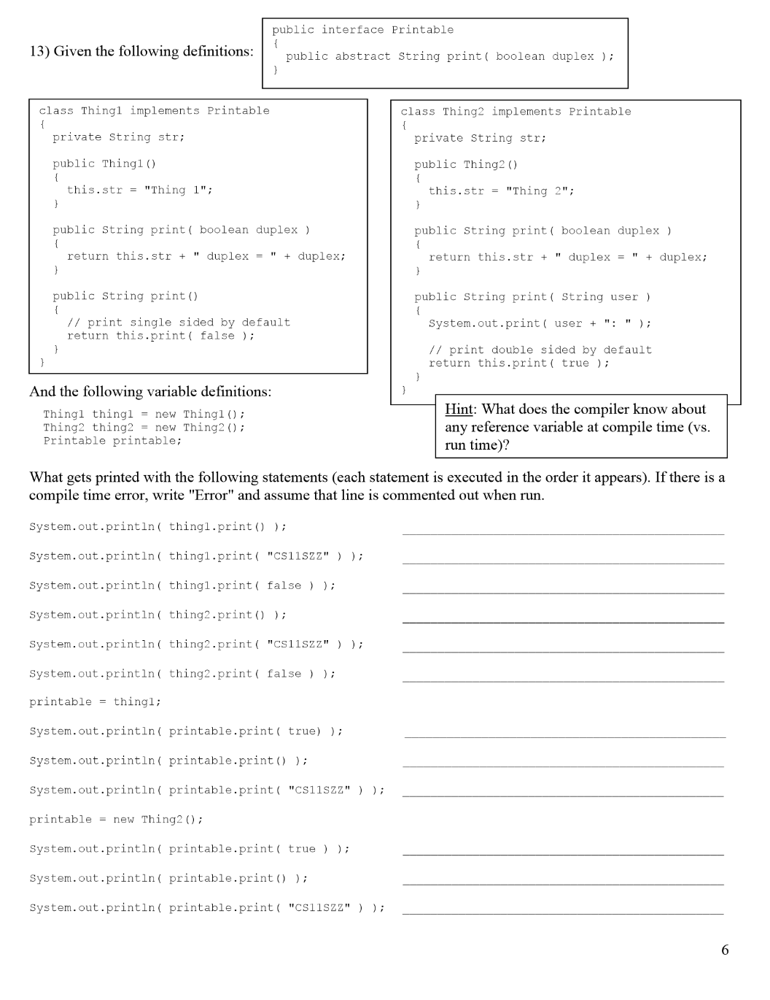 13) Given the following definitions:
public interface Printable
{
  public abstract String print( boolean duplex );
}
class Thing1 implements Printable
{
  private String str;

  public Thing1()
  {
    this.str = "Thing 1";
  }

  public String print( boolean duplex )
  {
    return this.str + " duplex = " + duplex;
  }

  public String print()
  {
    // print single sided by default
    return this.print( false );
  }
}
class Thing2 implements Printable
{
  private String str;

  public Thing2()
  {
    this.str = "Thing 2";
  }

  public String print( boolean duplex )
  {
    return this.str + " duplex = " + duplex;
  }

  public String print( String user )
  {
    System.out.print( user + ": " );

    // print double sided by default
    return this.print( true );
  }
}
And the following variable definitions:
Thing1 thing1 = new Thing1();
Thing2 thing2 = new Thing2();
Printable printable;
Hint: What does the compiler know about
any reference variable at compile time (vs.
run time)?
What gets printed with the following statements (each statement is executed in the order it appears). If there is a
compile time error, write "Error" and assume that line is commented out when run.
System.out.println( thing1.print() );
System.out.println( thing1.print( "CS11SZZ" ) );
System.out.println( thing1.print( false ) );
System.out.println( thing2.print() );
System.out.println( thing2.print( "CS11SZZ" ) );
System.out.println( thing2.print( false ) );
printable = thing1;
System.out.println( printable.print( true) );
System.out.println( printable.print() );
System.out.println( printable.print( "CS11SZZ" ) );
printable = new Thing2();
System.out.println( printable.print( true ) );
System.out.println( printable.print() );
System.out.println( printable.print( "CS11SZZ" ) );
6